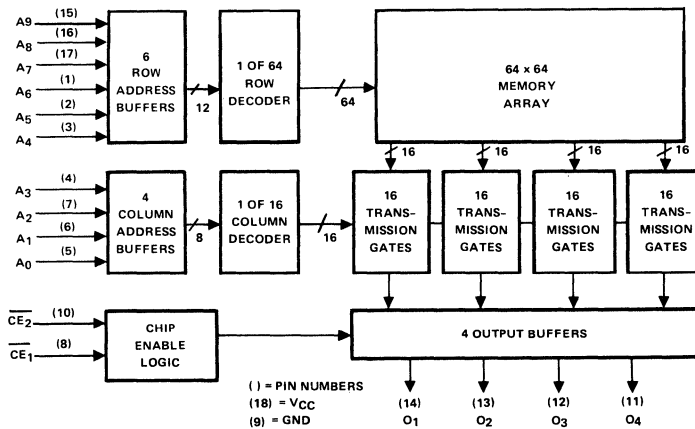 A9 (15)
A8 (16)
A7 (17)
A6 (1)
A5 (2)
A4 (3)
6
ROW
ADDRESS
BUFFERS
12
1 OF 64
ROW
DECODER
64
64 × 64
MEMORY
ARRAY
16
16
16
16
A3 (4)
A2 (7)
A1 (6)
A0 (5)
4
COLUMN
ADDRESS
BUFFERS
8
1 OF 16
COLUMN
DECODER
16
16
TRANS-
MISSION
GATES
16
TRANS-
MISSION
GATES
16
TRANS-
MISSION
GATES
16
TRANS-
MISSION
GATES
CE2 (10)
CE1 (8)
CHIP
ENABLE
LOGIC
4 OUTPUT BUFFERS
( ) = PIN NUMBERS
(18) = VCC
(9) = GND
(14) (13) (12) (11)
O1 O2 O3 O4